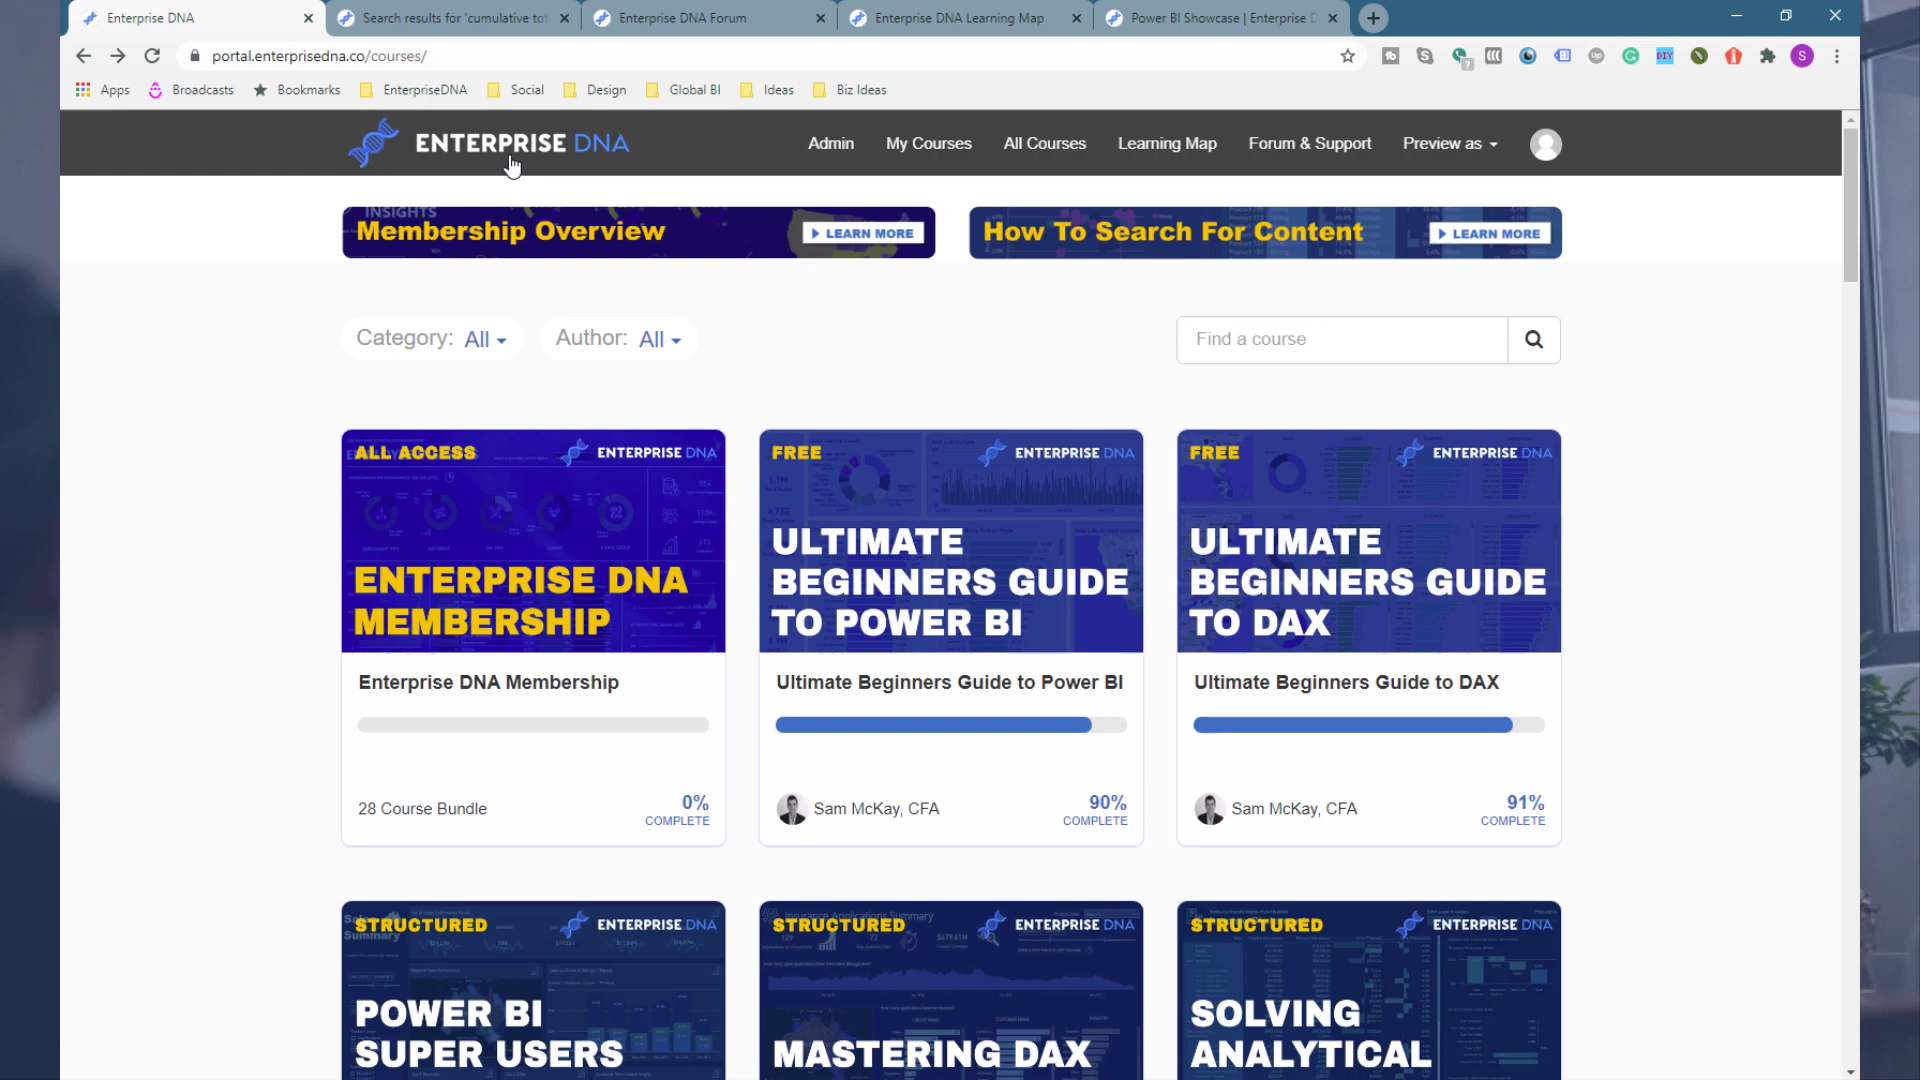 Enterprise DNA
Search results for 'cumulative tot
Enterprise DNA Forum
Enterprise DNA Learning Map
Power BI Showcase | Enterprise D
portal.enterprisedna.co/courses/
Apps
Broadcasts
Bookmarks
EnterpriseDNA
Social
Design
Global BI
Ideas
Biz Ideas
ENTERPRISE DNA
Admin
My Courses
All Courses
Learning Map
Forum & Support
Preview as
INSIGHTS
Membership Overview
LEARN MORE
How To Search For Content
LEARN MORE
Category: All
Author: All
Find a course
ALL ACCESS
ENTERPRISE DNA
ENTERPRISE DNA
MEMBERSHIP
Enterprise DNA Membership
28 Course Bundle
0%
COMPLETE
FREE
ENTERPRISE DNA
ULTIMATE
BEGINNERS GUIDE
TO POWER BI
Ultimate Beginners Guide to Power BI
Sam McKay, CFA
90%
COMPLETE
FREE
ENTERPRISE DNA
ULTIMATE
BEGINNERS GUIDE
TO DAX
Ultimate Beginners Guide to DAX
Sam McKay, CFA
91%
COMPLETE
STRUCTURED
ENTERPRISE DNA
POWER BI
SUPER USERS
STRUCTURED
ENTERPRISE DNA
Insurance Applications Summary
MASTERING DAX
STRUCTURED
ENTERPRISE DNA
SOLVING
ANALYTICAL